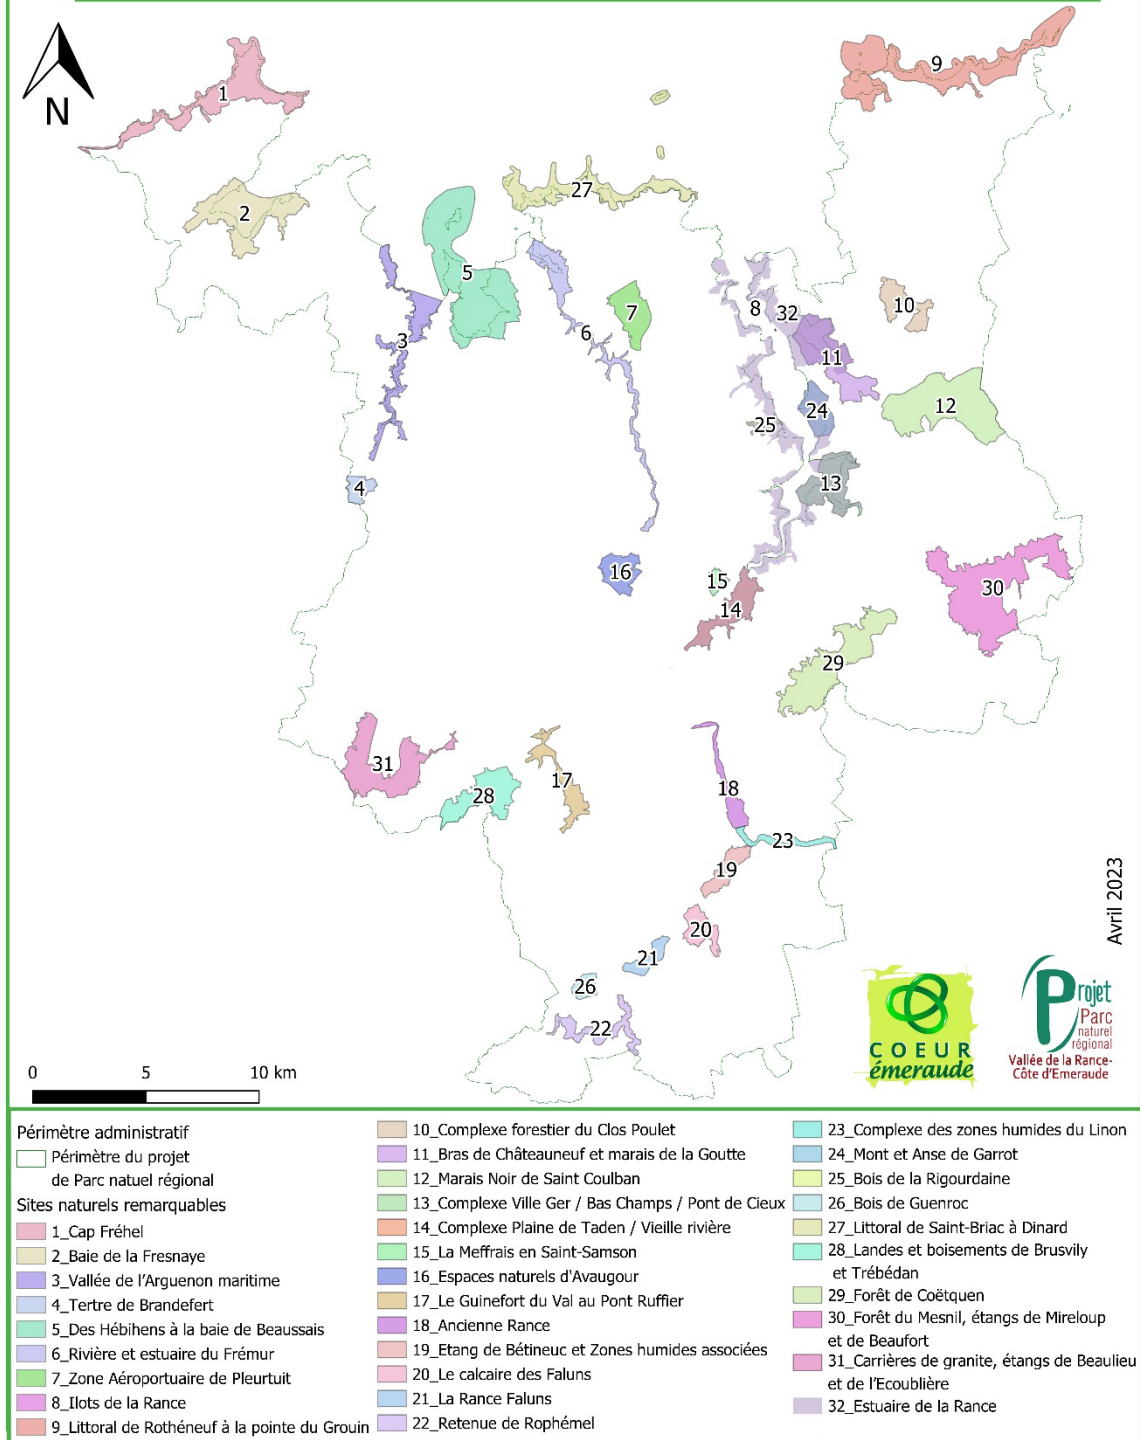 N
1
2
3
4
5
6
7
8
9
10
11
12
13
14
15
16
17
18
19
20
21
22
23
24
25
26
27
28
29
30
31
32
Avril 2023
COEUR
émeraude
Projet
Parc
naturel
régional
Vallée de la Rance-
Côte d'Emeraude
0 5 10 km
Périmètre administratif
Périmètre du projet
de Parc natuel régional
Sites naturels remarquables
1_Cap Fréhel
2_Baie de la Fresnaye
3_Vallée de l'Arguenon maritime
4_Tertre de Brandefert
5_Des Hébihens à la baie de Beaussais
6_Rivière et estuaire du Frémur
7_Zone Aéroportuaire de Pleurtuit
8_Ilots de la Rance
9_Littoral de Rothéneuf à la pointe du Grouin
10_Complexe forestier du Clos Poulet
11_Bras de Châteauneuf et marais de la Goutte
12_Marais Noir de Saint Coulban
13_Complexe Ville Ger / Bas Champs / Pont de Cieux
14_Complexe Plaine de Taden / Vieille rivière
15_La Meffrais en Saint-Samson
16_Espaces naturels d'Avaugour
17_Le Guinefort du Val au Pont Ruffier
18_Ancienne Rance
19_Etang de Bétineuc et Zones humides associées
20_Le calcaire des Faluns
21_La Rance Faluns
22_Retenue de Rophémel
23_Complexe des zones humides du Linon
24_Mont et Anse de Garrot
25_Bois de la Rigourdaine
26_Bois de Guenroc
27_Littoral de Saint-Briac à Dinard
28_Landes et boisements de Brusvily
et Trébédan
29_Forêt de Coëtquen
30_Forêt du Mesnil, étangs de Mireloup
et de Beaufort
31_Carrières de granite, étangs de Beaulieu
et de l'Ecoublière
32_Estuaire de la Rance